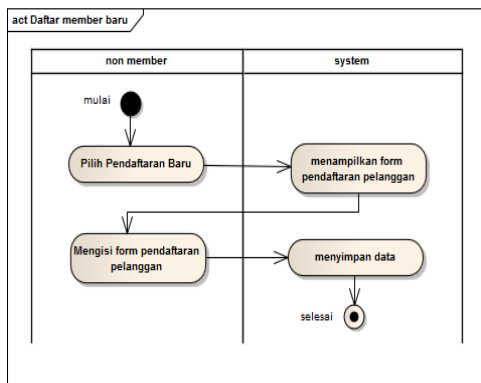 act Daftar member baru
non member
system
mulai
Pilih Pendaftaran Baru
menampilkan form
pendaftaran pelanggan
Mengisi form pendaftaran
pelanggan
menyimpan data
selesai